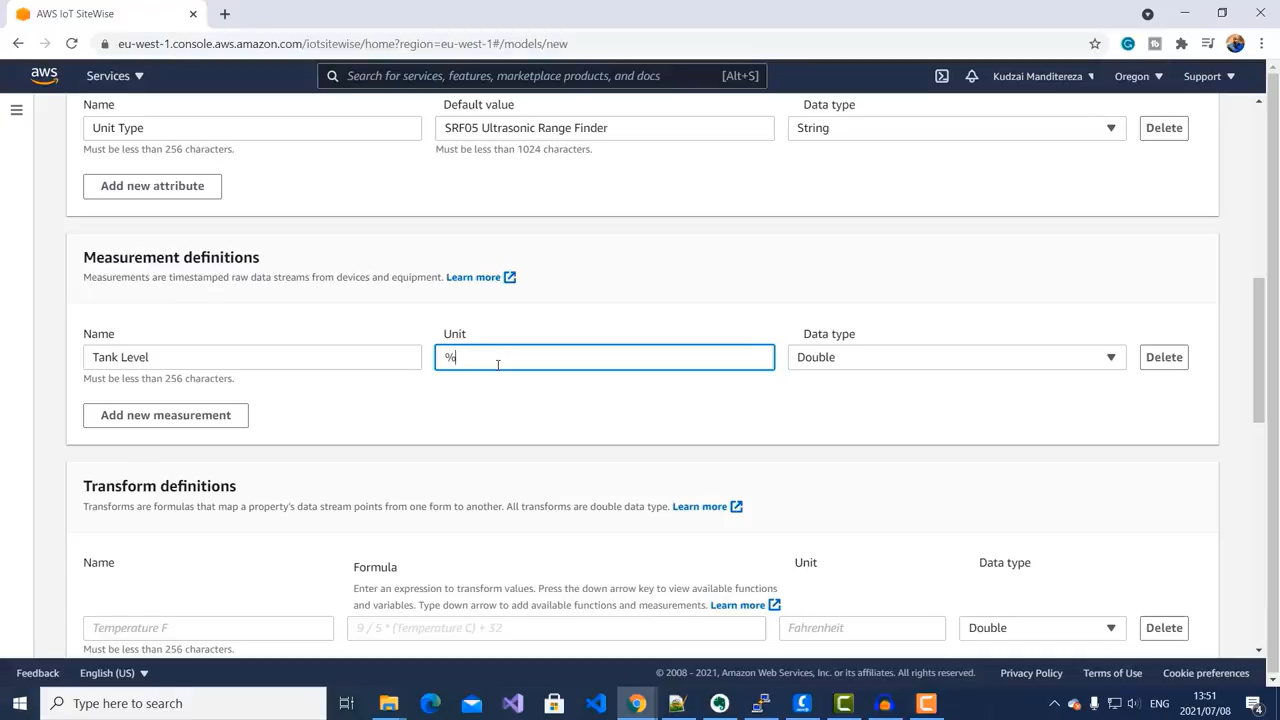 AWS IoT SiteWise
eu-west-1.console.aws.amazon.com/iotsitewise/home?region=eu-west-1#/models/new
aws
Services
Search for services, features, marketplace products, and docs
[Alt+S]
Kudzai Manditereza
Oregon
Support
Name
Default value
Data type
Unit Type
SRF05 Ultrasonic Range Finder
String
Delete
Must be less than 256 characters.
Must be less than 1024 characters.
Add new attribute
Measurement definitions
Measurements are timestamped raw data streams from devices and equipment. Learn more
Name
Unit
Data type
Tank Level
%
Double
Delete
Must be less than 256 characters.
Add new measurement
Transform definitions
Transforms are formulas that map a property's data stream points from one form to another. All transforms are double data type. Learn more
Name
Formula
Unit
Data type
Enter an expression to transform values. Press the down arrow key to view available functions
and variables. Type down arrow to add available functions and measurements. Learn more
Temperature F
9 / 5 * (Temperature C) + 32
Fahrenheit
Double
Delete
Must be less than 256 characters.
Feedback
English (US)
© 2008 - 2021, Amazon Web Services, Inc. or its affiliates. All rights reserved.
Privacy Policy
Terms of Use
Cookie preferences
Type here to search
ENG
13:51
2021/07/08
4